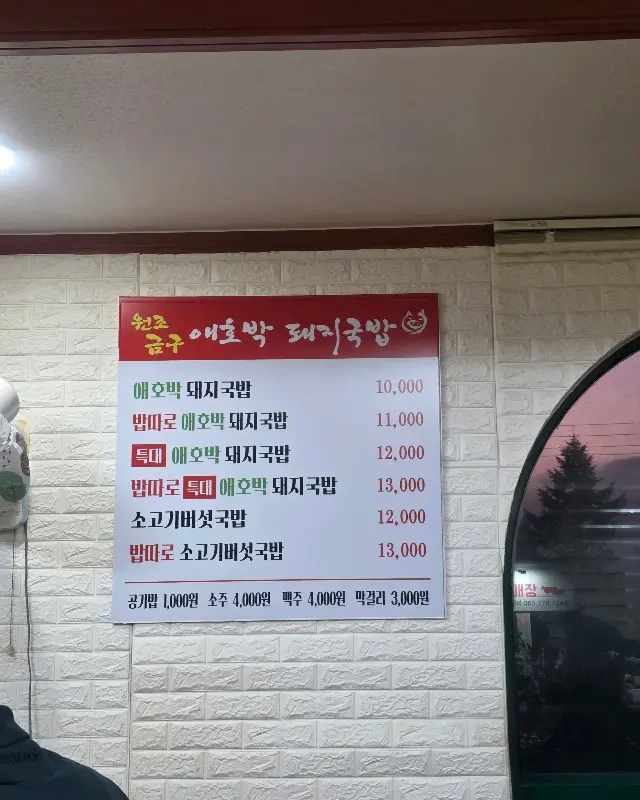 원조
금구 애호박 돼지국밥
애호박 돼지국밥 10,000
밥따로 애호박 돼지국밥 11,000
특대 애호박 돼지국밥 12,000
밥따로 특대 애호박 돼지국밥 13,000
소고기버섯국밥 12,000
밥따로 소고기버섯국밥 13,000
공기밥 1,000원 소주 4,000원 맥주 4,000원 막걸리 3,000원
매장